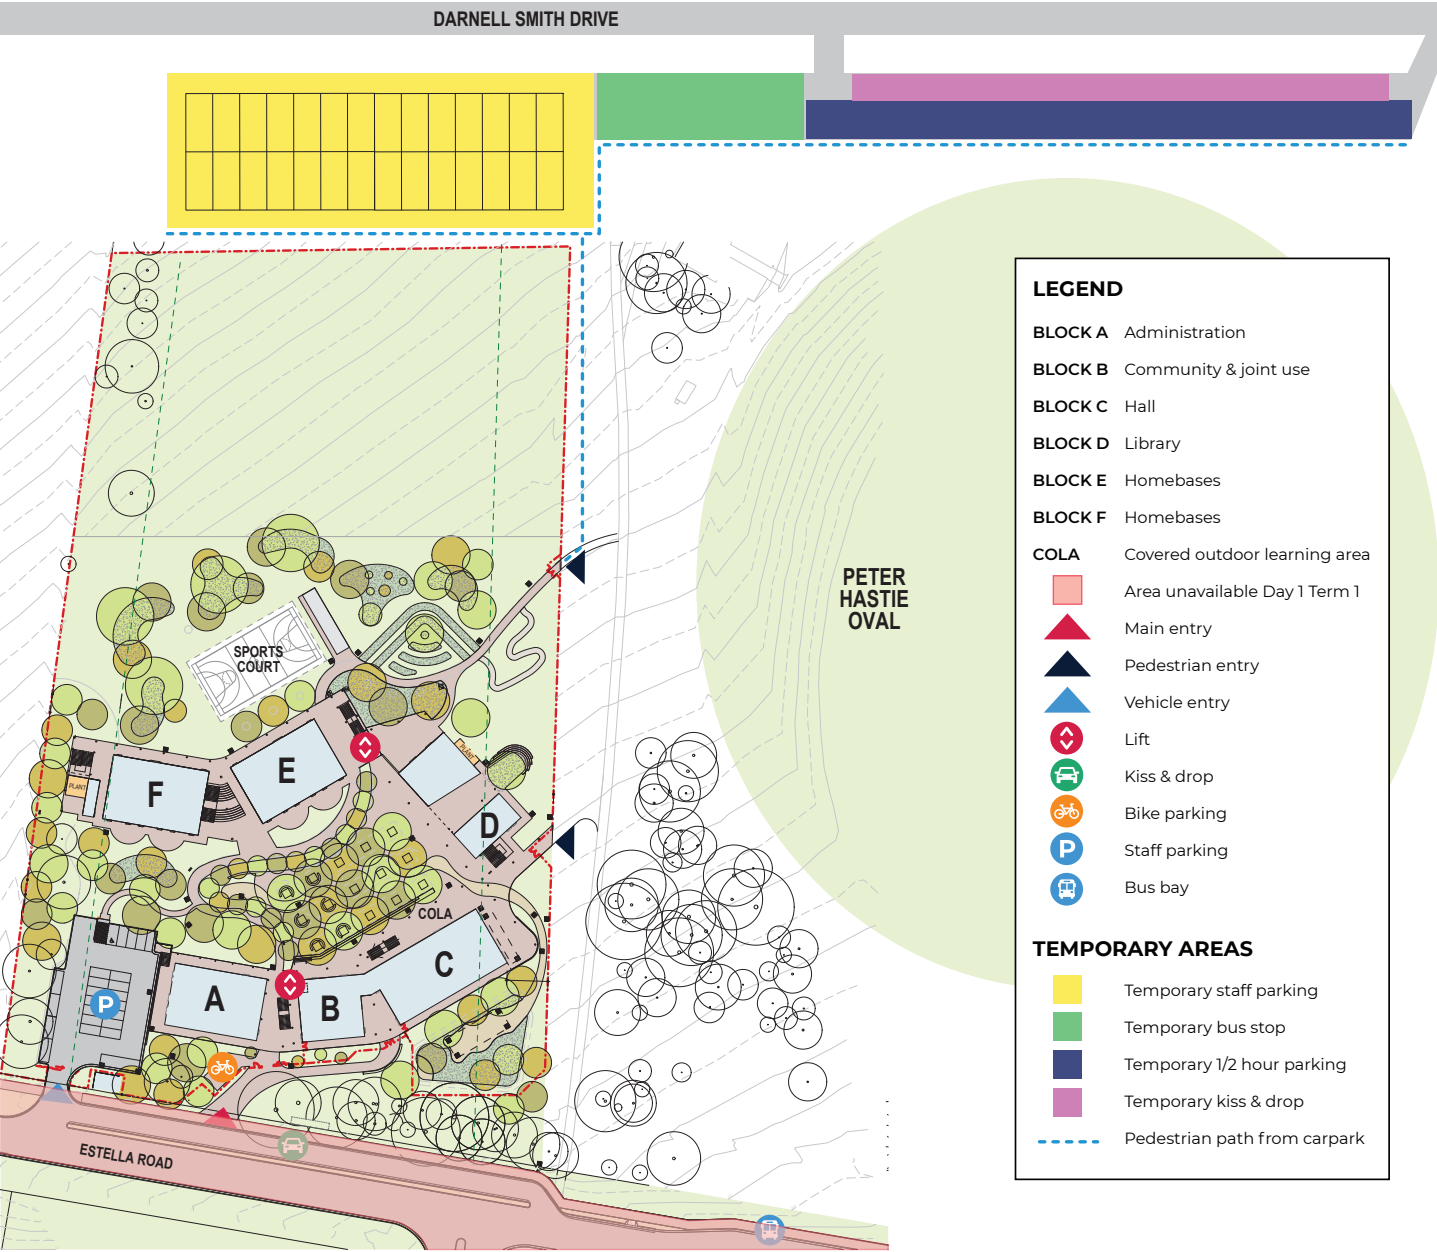 DARNELL SMITH DRIVE
PETER
HASTIE
OVAL
SPORTS
COURT
PLANT
E
F
PLANT
D
COLA
C
A
B
P
ESTELLA ROAD
LEGEND
BLOCK A Administration
BLOCK B Community & joint use
BLOCK C Hall
BLOCK D Library
BLOCK E Homebases
BLOCK F Homebases
COLA Covered outdoor learning area
Area unavailable Day 1 Term 1
Main entry
Pedestrian entry
Vehicle entry
Lift
Kiss & drop
Bike parking
P Staff parking
Bus bay
TEMPORARY AREAS
Temporary staff parking
Temporary bus stop
Temporary 1/2 hour parking
Temporary kiss & drop
Pedestrian path from carpark